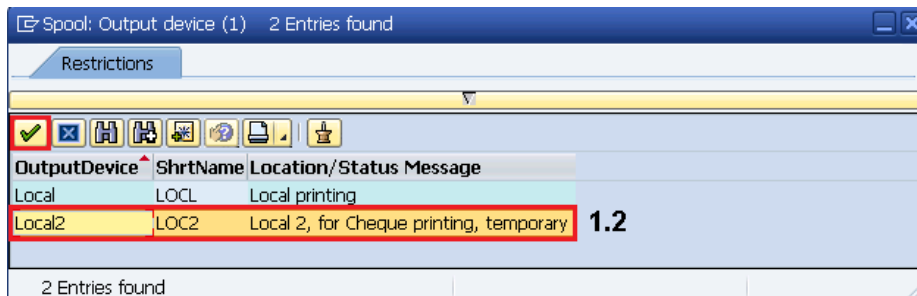 Spool: Output device (1) 2 Entries found
Restrictions
OutputDevice ShrtName Location/Status Message
Local LOCL Local printing
Local2 LOC2 Local 2, for Cheque printing, temporary 1.2
2 Entries found